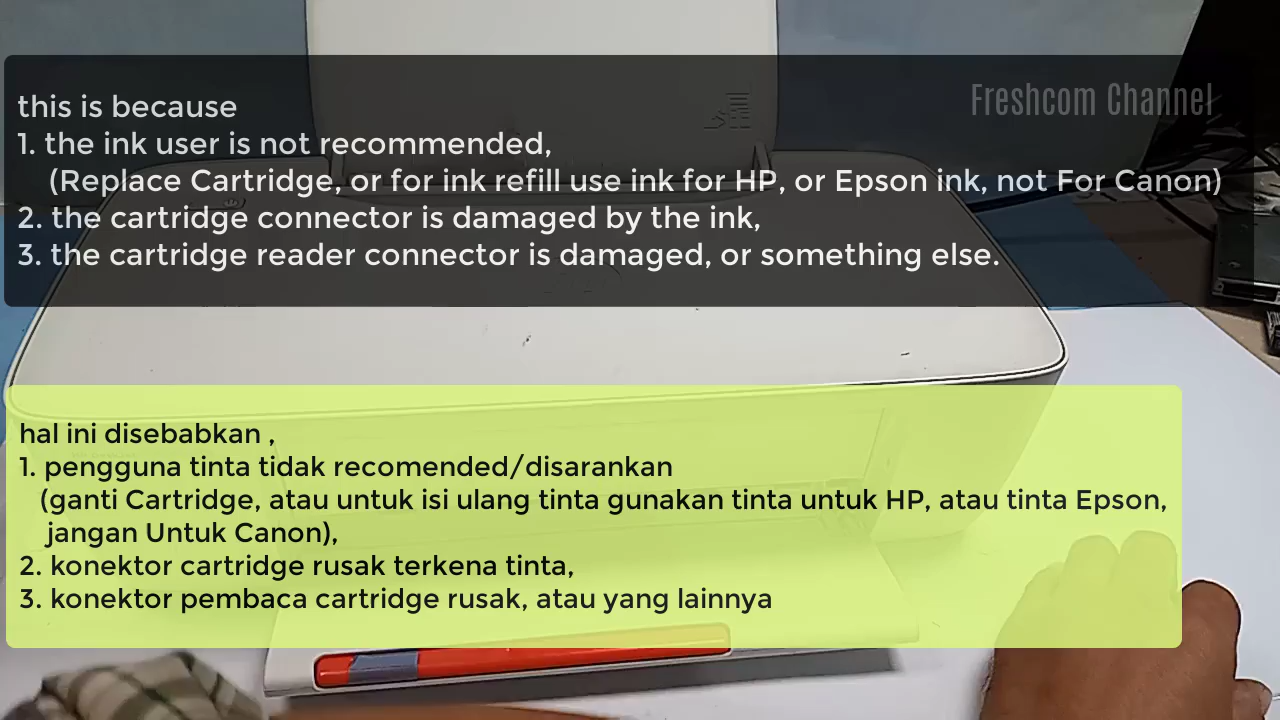 Freshcom Channel
this is because
1. the ink user is not recommended,
(Replace Cartridge, or for ink refill use ink for HP, or Epson ink, not For Canon)
2. the cartridge connector is damaged by the ink,
3. the cartridge reader connector is damaged, or something else.
hal ini disebabkan ,
1. pengguna tinta tidak recomended/disarankan
(ganti Cartridge, atau untuk isi ulang tinta gunakan tinta untuk HP, atau tinta Epson,
jangan Untuk Canon),
2. konektor cartridge rusak terkena tinta,
3. konektor pembaca cartridge rusak, atau yang lainnya